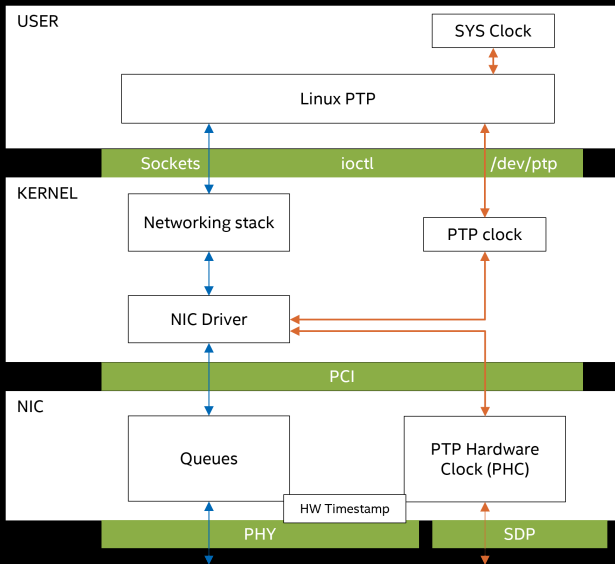 USER
SYS Clock
Linux PTP
Sockets
ioctl
/dev/ptp
KERNEL
Networking stack
PTP clock
NIC Driver
PCI
NIC
Queues
PTP Hardware
Clock (PHC)
HW Timestamp
PHY
SDP